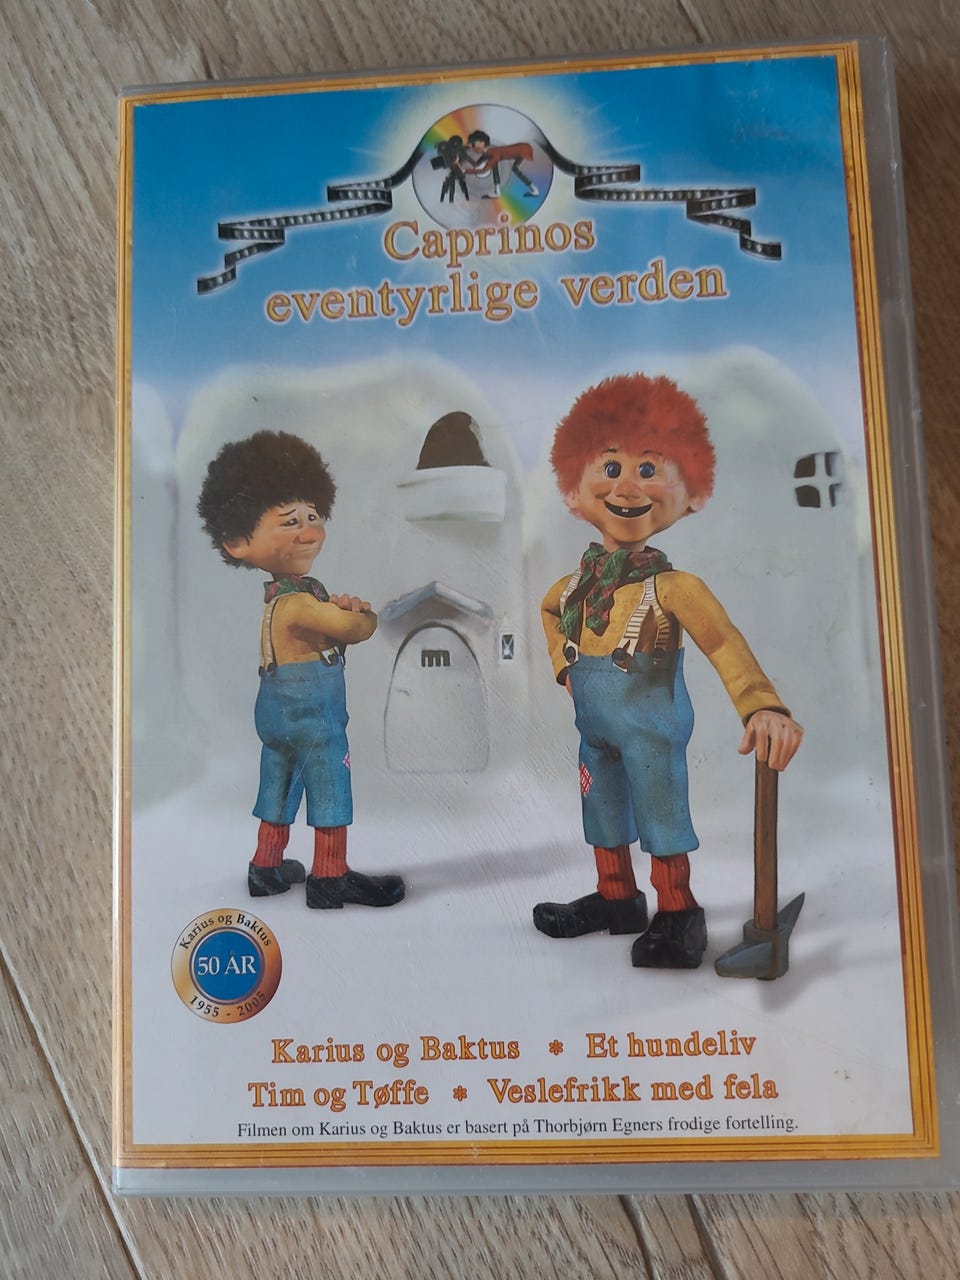 Caprinos
eventyrlige verden
Karius og Baktus
50 ÅR
1955 - 2005
Karius og Baktus * Et hundeliv
Tim og Tøffe * Veslefrikk med fela
Filmen om Karius og Baktus er basert på Thorbjørn Egners frodige fortelling.